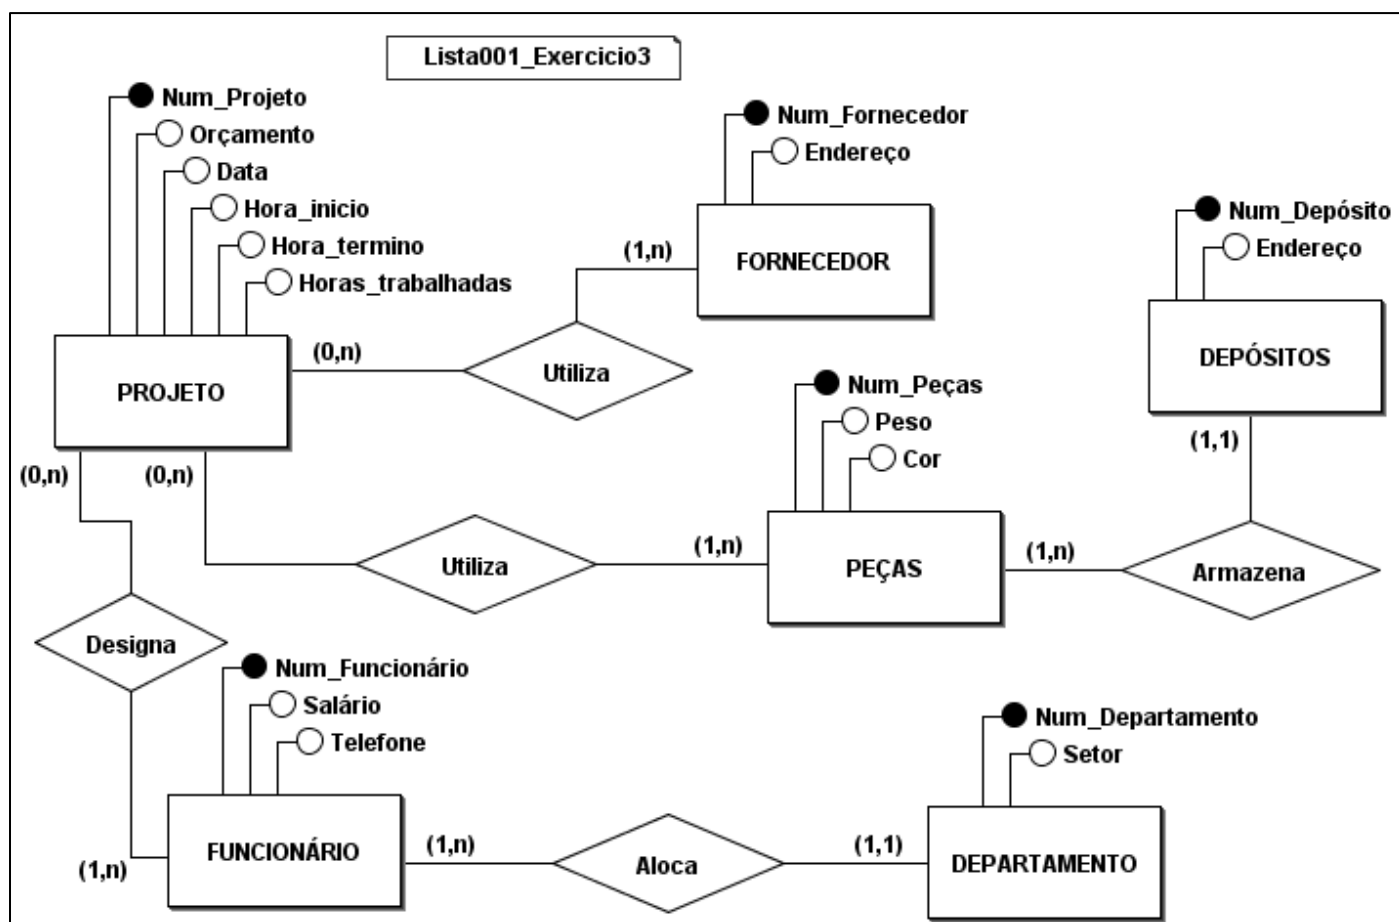 Lista001_Exercicio3
Num_Projeto
Orçamento
Data
Hora_inicio
Hora_termino
Horas_trabalhadas
PROJETO
(0,n)
Utiliza
(1,n)
Num_Fornecedor
Endereço
FORNECEDOR
Num_Depósito
Endereço
DEPÓSITOS
(1,1)
Armazena
(1,n)
Num_Peças
Peso
Cor
PEÇAS
(1,n)
Utiliza
(0,n)
(0,n)
Designa
(1,n)
Num_Funcionário
Salário
Telefone
FUNCIONÁRIO
(1,n)
Aloca
(1,1)
Num_Departamento
Setor
DEPARTAMENTO